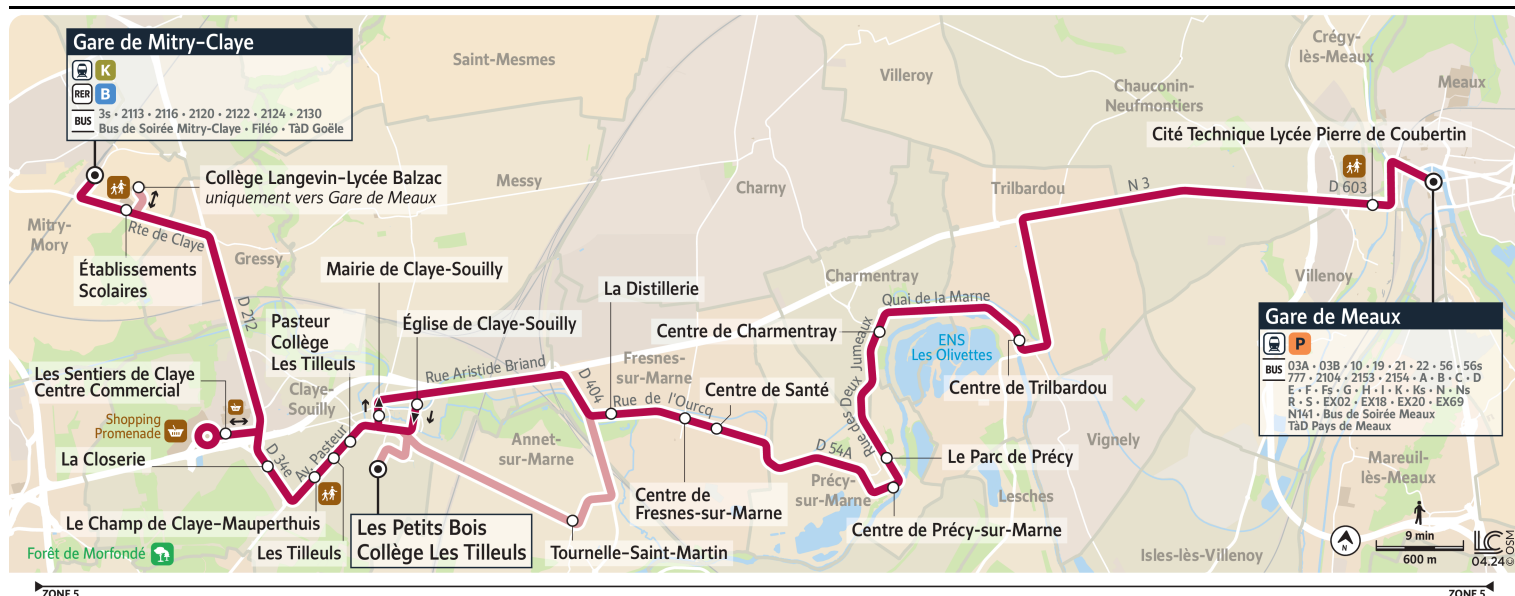 Gare de Mitry-Claye
K
RER B
BUS
3s • 2113 • 2116 • 2120 • 2122 • 2124 • 2130
Bus de Soirée Mitry-Claye • Filéo • TàD Goële
Saint-Mesmes
Villeroy
Crégy-
lès-Meaux
Meaux
Chauconin-
Neufmontiers
Cité Technique Lycée Pierre de Coubertin
Collège Langevin-Lycée Balzac
uniquement vers Gare de Meaux
Messy
Charny
Trilbardou
N 3
D 603
Mitry-
Mory
Rte de Claye
Gressy
Établissements
Scolaires
Mairie de Claye-Souilly
Charmentray
Villenoy
D 212
La Distillerie
Quai de la Marne
Pasteur
Collège
Les Tilleuls
Église de Claye-Souilly
Centre de Charmentray
Rue des Deux Jumeaux
ENS
Les Olivettes
Gare de Meaux
P
BUS
03A • 03B • 10 • 19 • 21 • 22 • 56 • 56s
777 • 2104 • 2153 • 2154 • A • B • C • D
E • F • Fs • G • H • I • K • Ks • N • Ns
R • S • EX02 • EX18 • EX20 • EX69
N141 • Bus de Soirée Meaux
TàD Pays de Meaux
Les Sentiers de Claye
Centre Commercial
Claye-
Souilly
Rue Aristide Briand
D 404
Fresnes-
sur-Marne
Centre de Santé
Centre de Trilbardou
Rue de l'Ourcq
Shopping
Promenade
Annet-
sur-Marne
Vignely
La Closerie
D 34e
Av. Pasteur
D 54A
Le Parc de Précy
Mareuil-
lès-Meaux
Précy-
sur-Marne
Lesches
Centre de
Fresnes-sur-Marne
Le Champ de Claye-Mauperthuis
Les Petits Bois
Collège Les Tilleuls
Centre de Précy-sur-Marne
Forêt de Morfondé
Les Tilleuls
Tournelle-Saint-Martin
Isles-lès-Villenoy
N
9 min
600 m
LC
04.24
©OSM
ZONE 5
ZONE 5